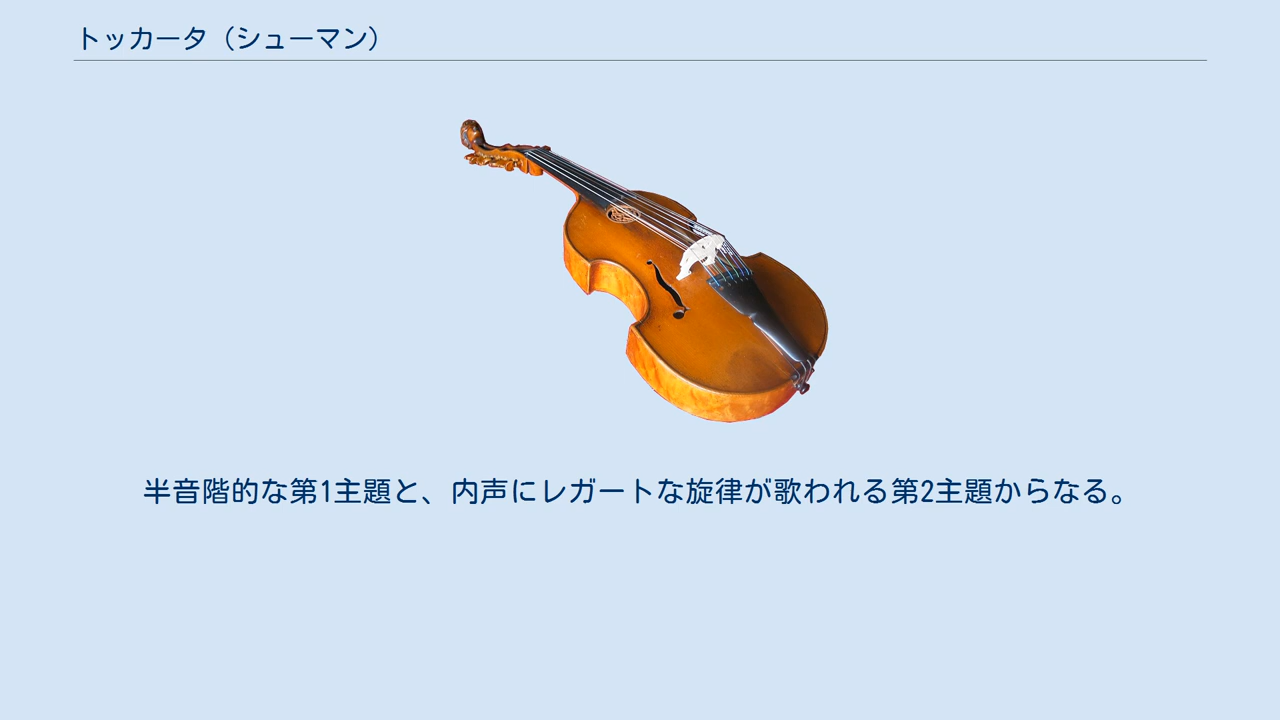 トッカータ（シューマン）
半音階的な第1主題と、内声にレガートな旋律が歌われる第2主題からなる。